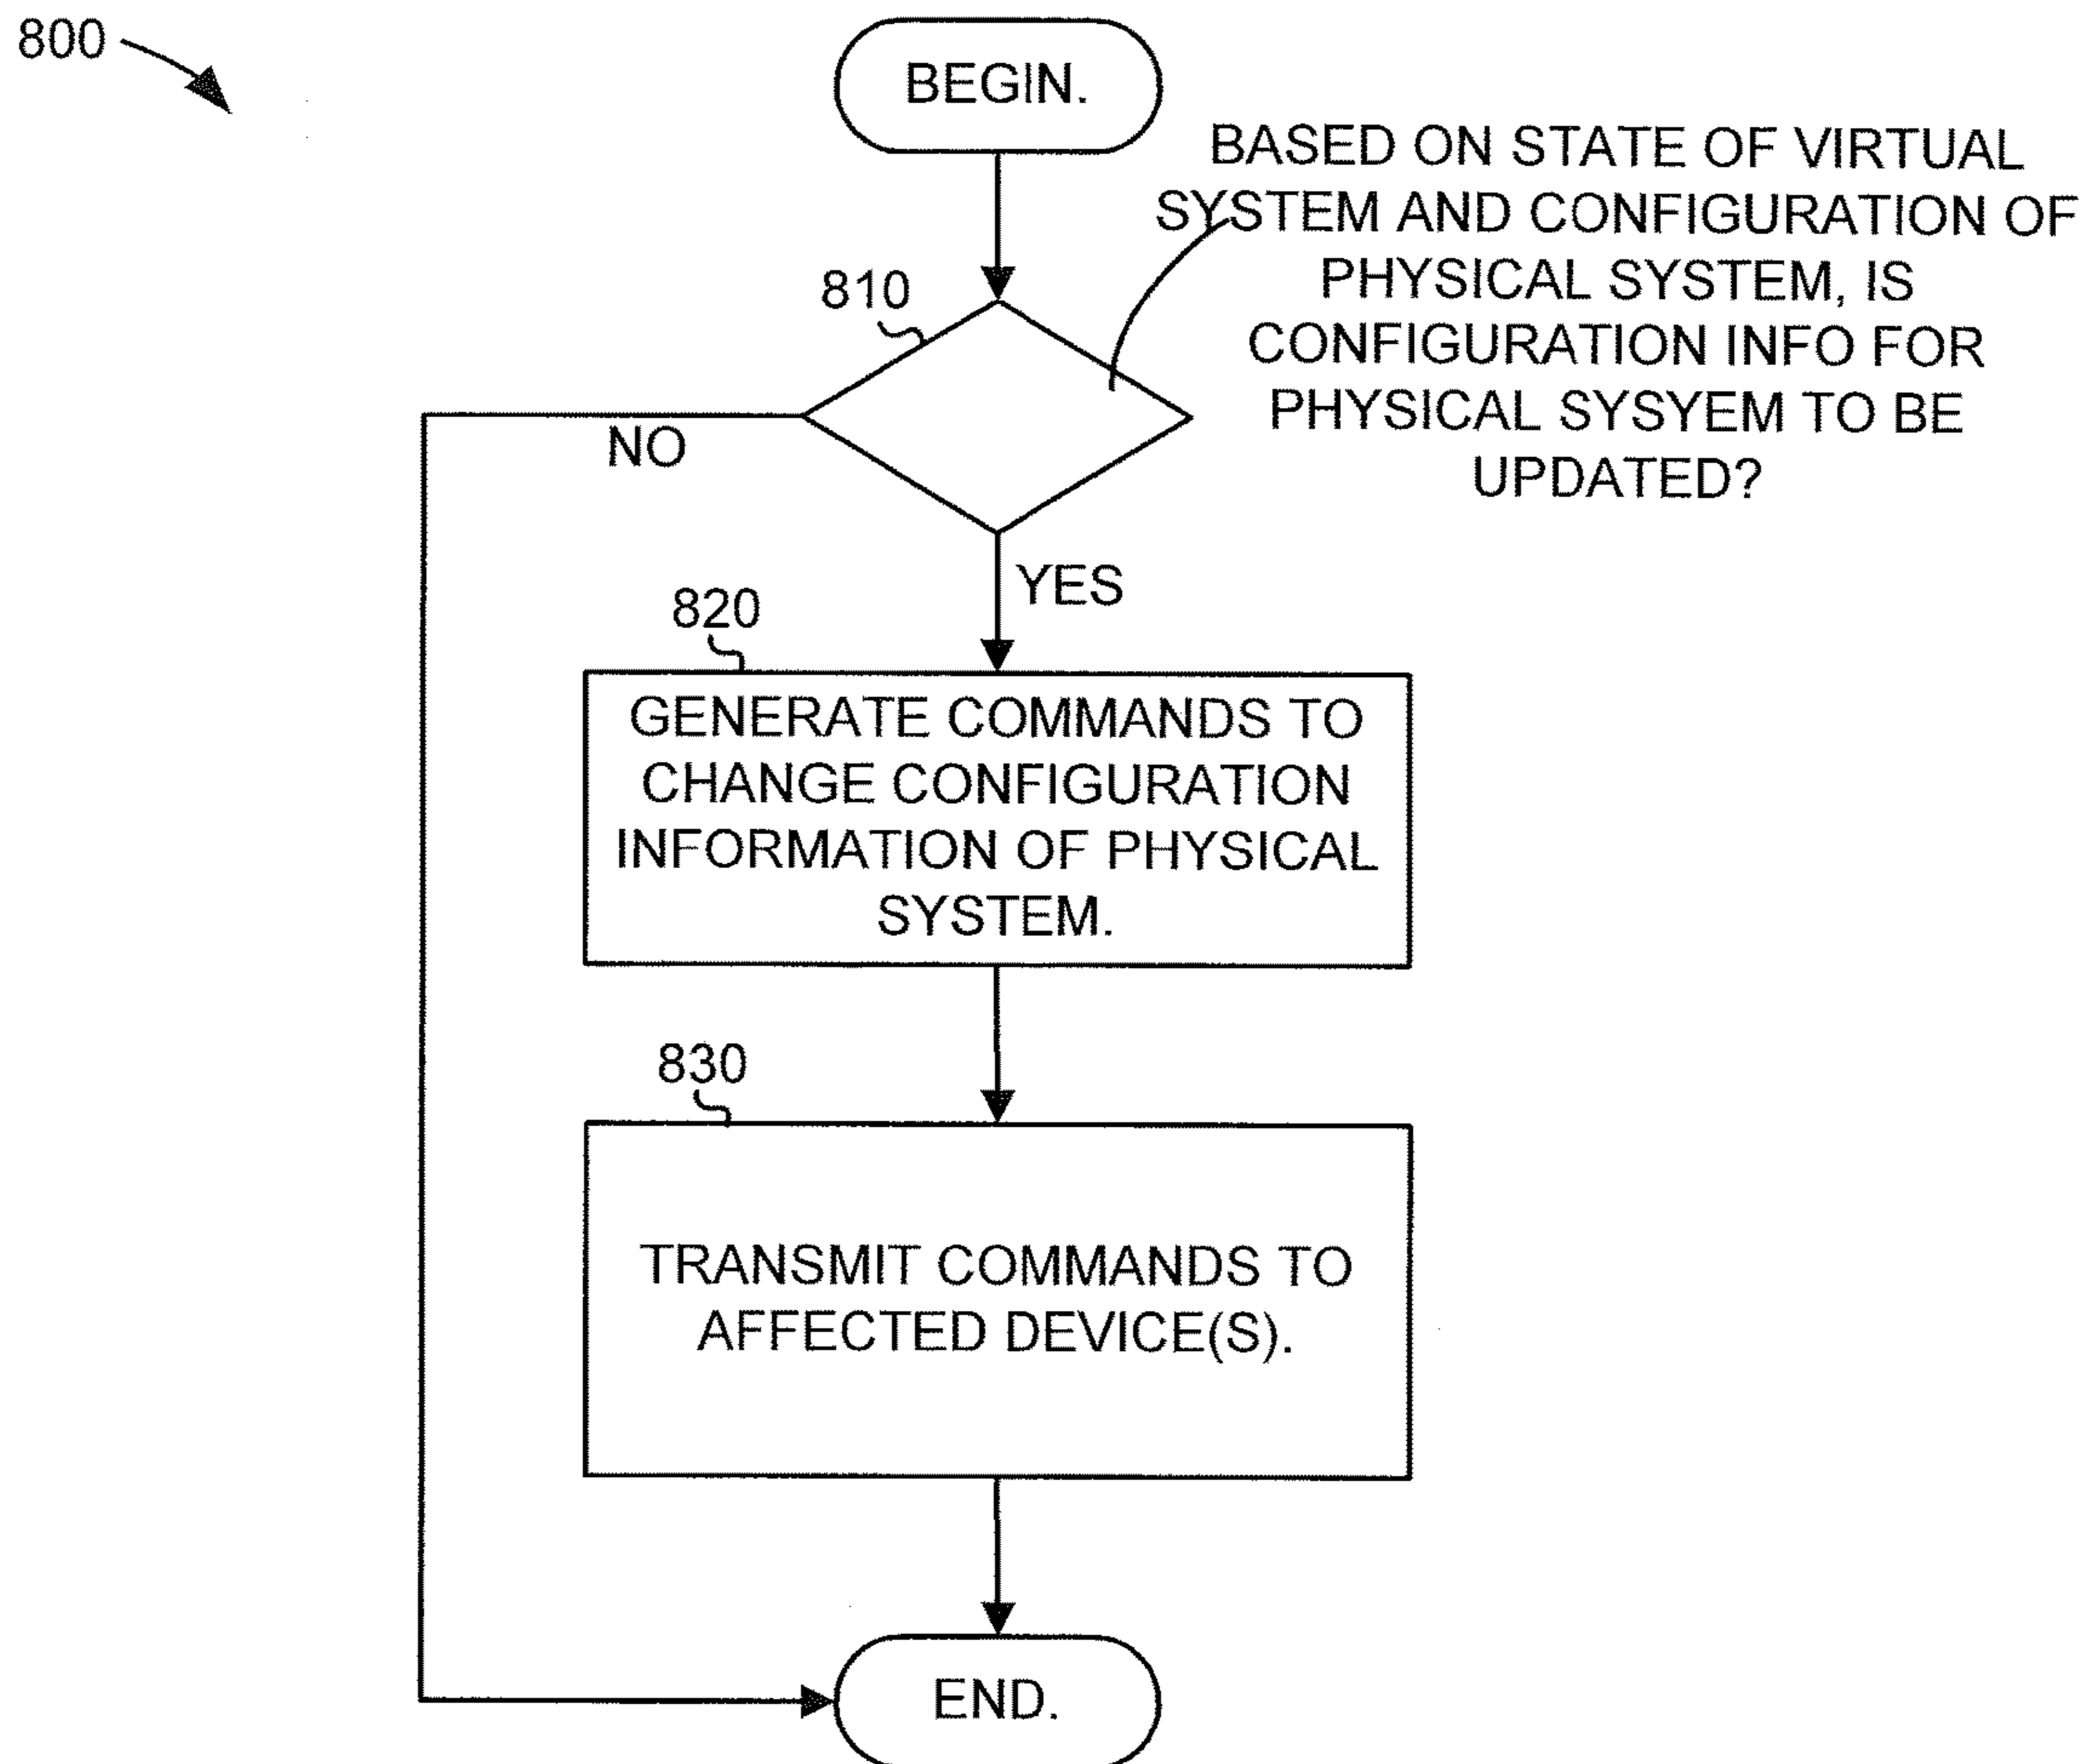 800
BEGIN.
BASED ON STATE OF VIRTUAL
SYSTEM AND CONFIGURATION OF
PHYSICAL SYSTEM, IS
CONFIGURATION INFO FOR
PHYSICAL SYSYEM TO BE
UPDATED?
810
NO
YES
820
GENERATE COMMANDS TO
CHANGE CONFIGURATION
INFORMATION OF PHYSICAL
SYSTEM.
830
TRANSMIT COMMANDS TO
AFFECTED DEVICE(S).
END.